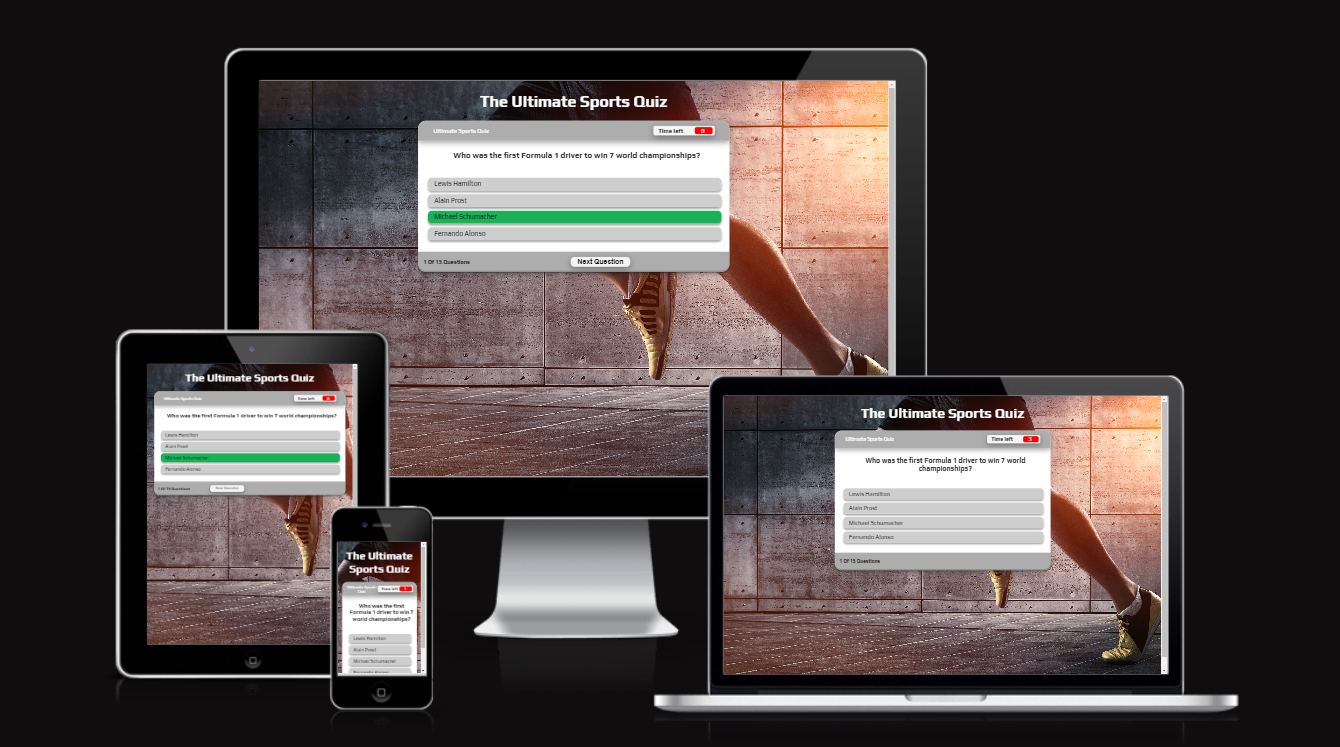 The Ultimate Sports Quiz
Ultimate Sports Quiz
Time left 0
Who was the first Formula 1 driver to win 7 world championships?
Lewis Hamilton
Alain Prost
Michael Schumacher
Fernando Alonso
1 Of 15 Questions
Next Question
The Ultimate Sports Quiz
Ultimate Sports Quiz
Time left
Who was the first Formula 1 driver to win 7 world championships?
Lewis Hamilton
Alain Prost
Michael Schumacher
Fernando Alonso
1 Of 15 Questions
Next Question
The Ultimate
Sports Quiz
Ultimate Sports
Quiz
Time left
Who was the first
Formula 1 driver to win 7
world championships?
Lewis Hamilton
Alain Prost
Michael Schumacher
Fernando Alonso
The Ultimate Sports Quiz
Ultimate Sports Quiz
Time left 3
Who was the first Formula 1 driver to win 7 world
championships?
Lewis Hamilton
Alain Prost
Michael Schumacher
Fernando Alonso
1 Of 15 Questions